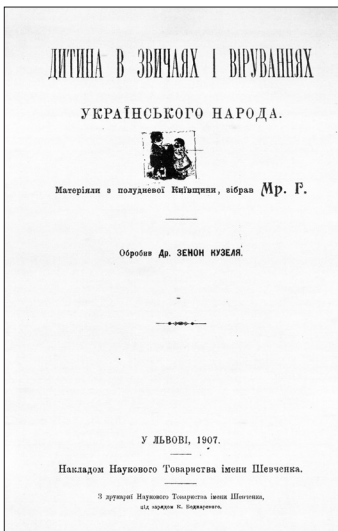 ДИТИНА В ЗВИЧАЯХ І ВІРУВАННЯХ
УКРАЇНСЬКОГО НАРОДА.
Матеріяли з полудневої Київщини, зібрав Мр. Г.
Обробив Др. ЗЕНОН КУЗЕЛЯ.
У ЛЬВОВІ, 1907.
Накладом Наукового Товариства імени Шевченка.
З друкарні Наукового Товариства імени Шевченка,
під зарядом К. Беднарского.